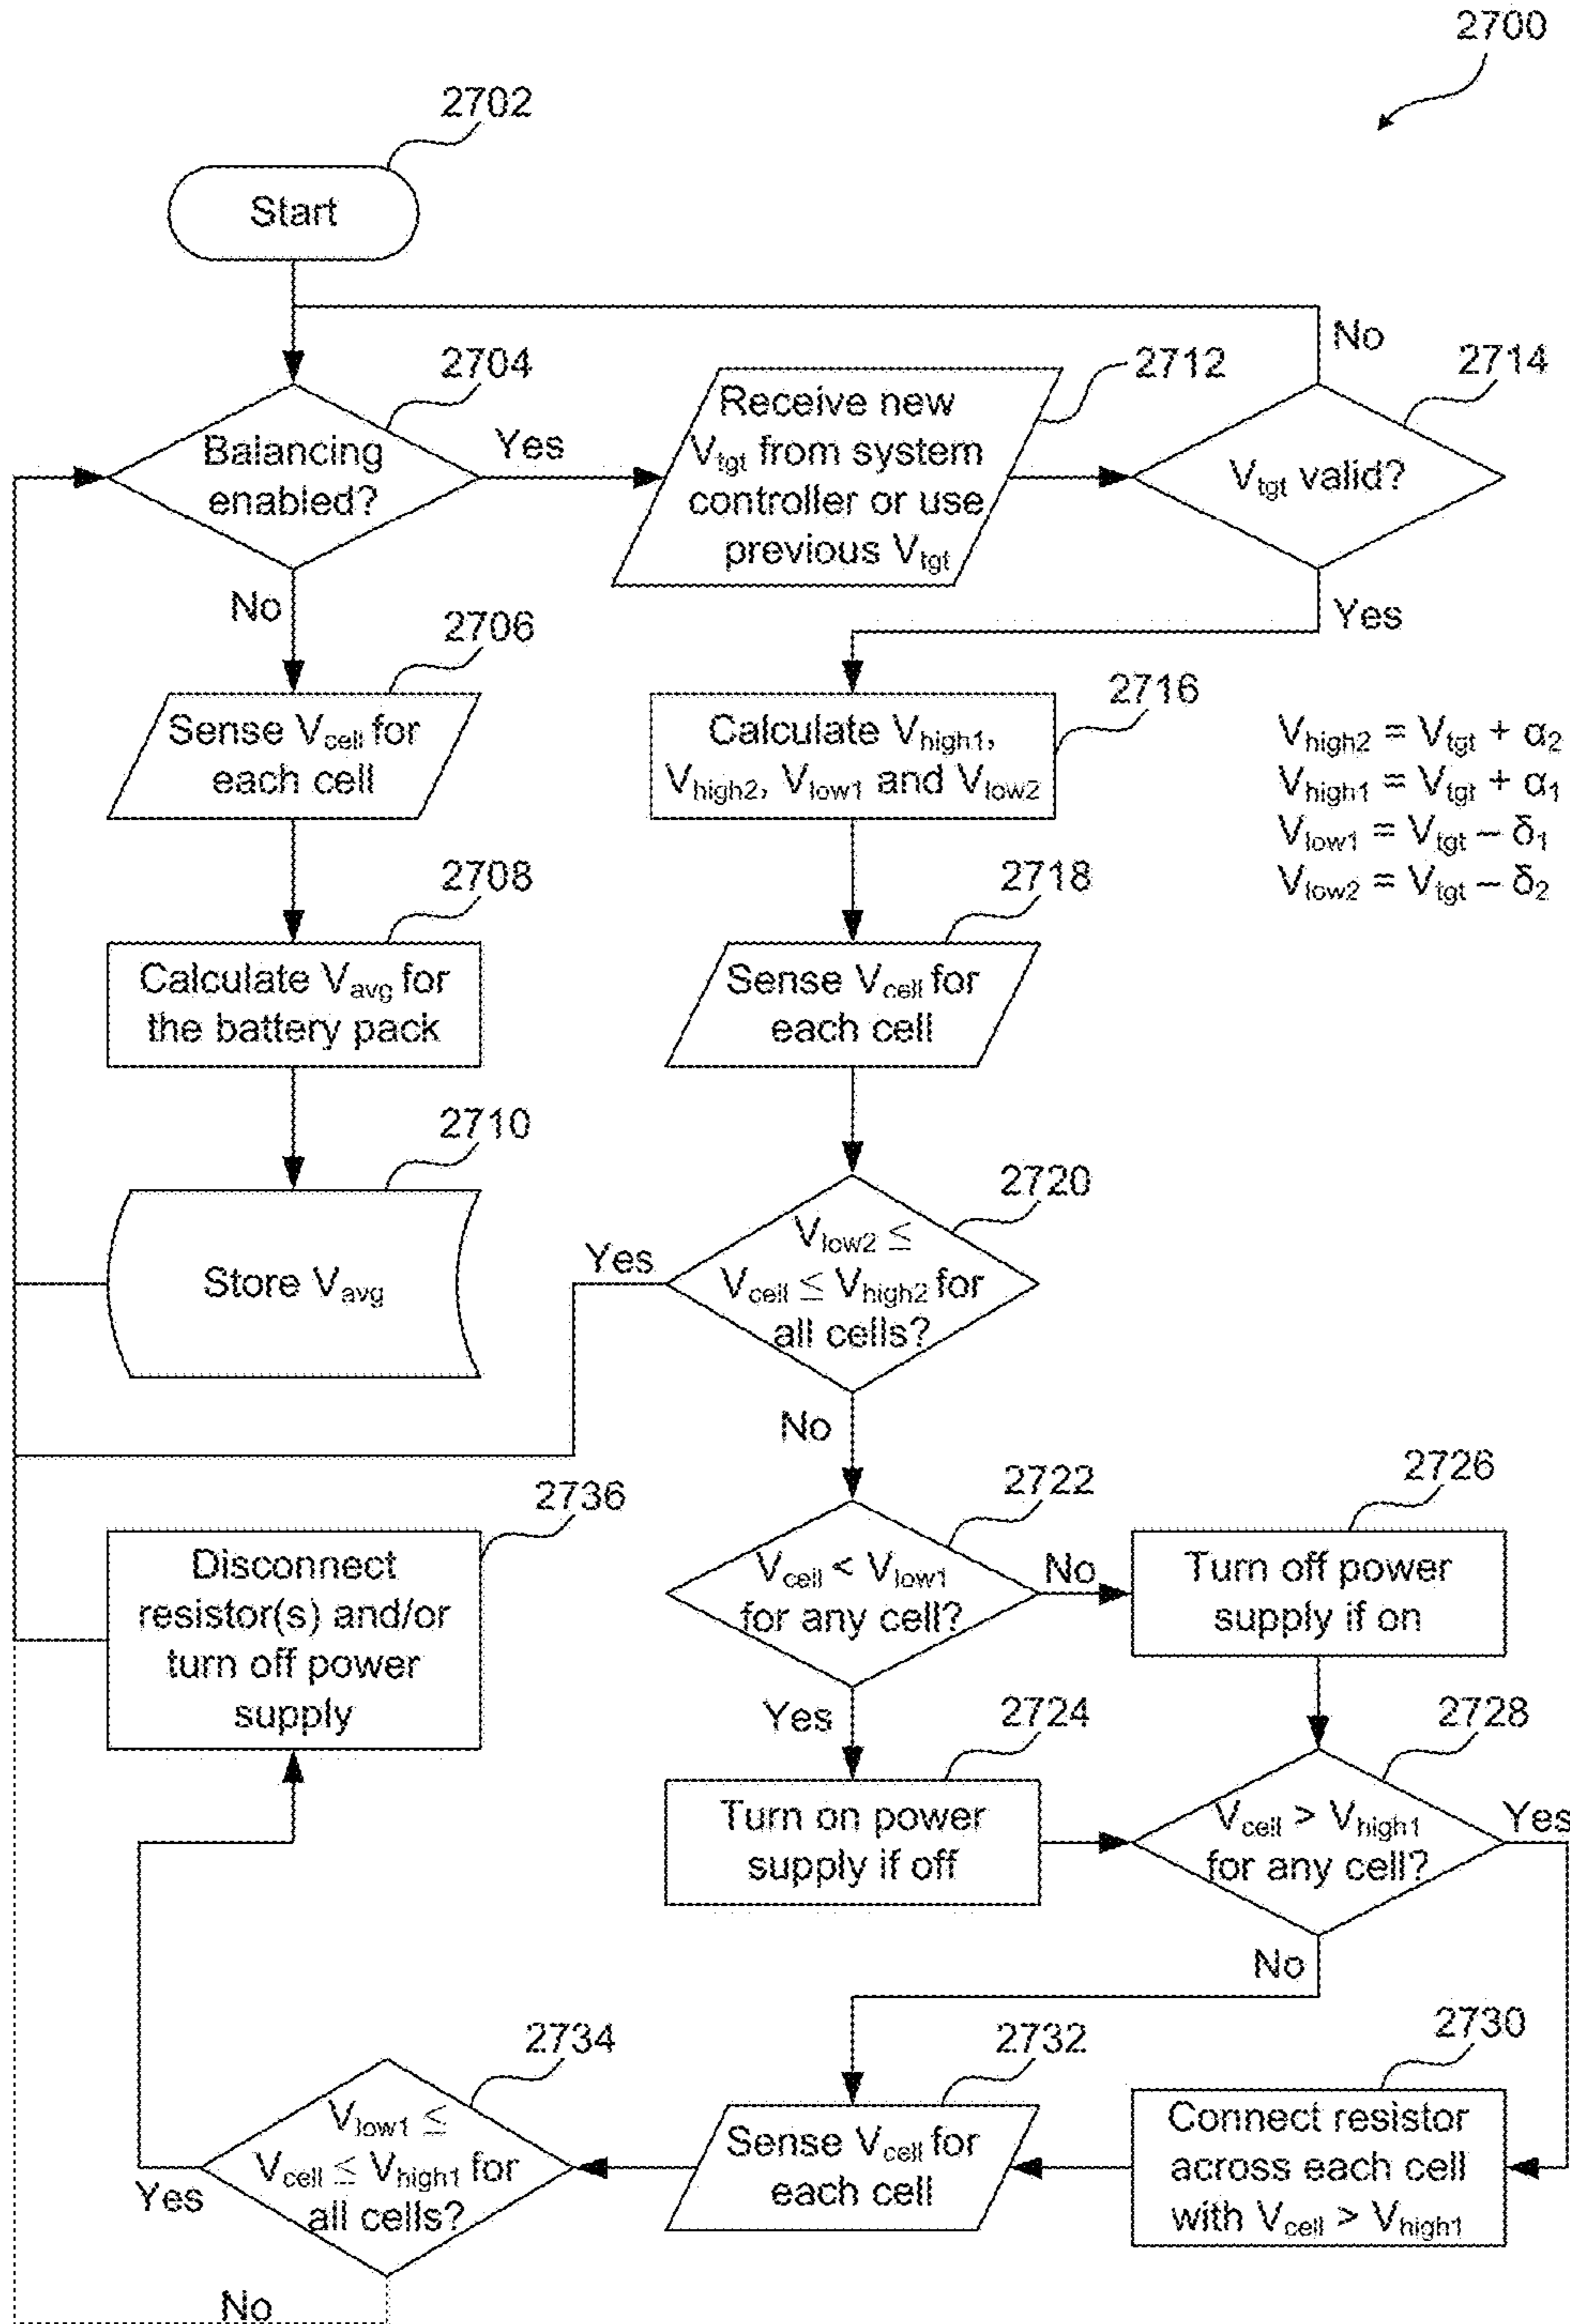 2700
2702
Start
No
2704
2712
2714
Balancing
enabled?
Yes
Receive new
Vtgt from system
controller or use
previous Vtgt
Vtgt valid?
No
Yes
2706
2716
Sense Vcell for
each cell
Calculate Vhigh1,
Vhigh2, Vlow1 and Vlow2
Vhigh2 = Vtgt + α2
Vhigh1 = Vtgt + α1
Vlow1 = Vtgt – δ1
Vlow2 = Vtgt – δ2
2708
2718
Calculate Vavg for
the battery pack
Sense Vcell for
each cell
2710
2720
Store Vavg
Yes
Vlow2 ≤
Vcell ≤ Vhigh2 for
all cells?
No
2736
2722
2726
Disconnect
resistor(s) and/or
turn off power
supply
Vcell < Vlow1
for any cell?
No
Turn off power
supply if on
Yes
2724
2728
Turn on power
supply if off
Vcell > Vhigh1
for any cell?
Yes
No
2734
2732
2730
Vlow1 ≤
Vcell ≤ Vhigh1 for
all cells?
Yes
Sense Vcell for
each cell
Connect resistor
across each cell
with Vcell > Vhigh1
No